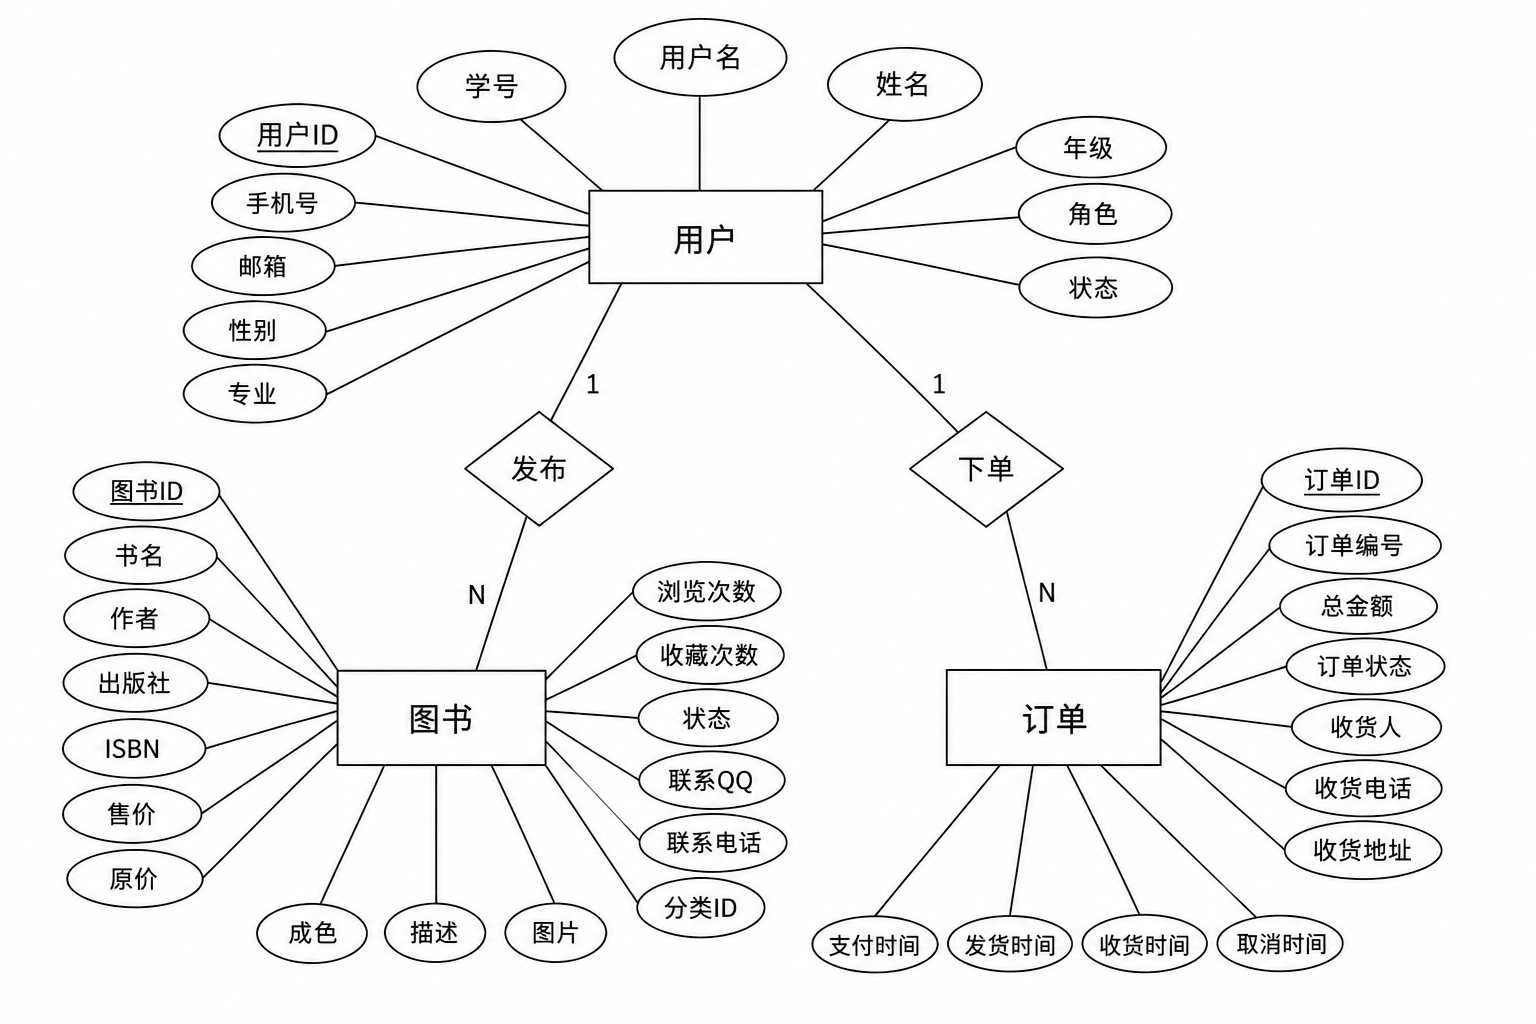 用户名
学号
姓名
用户ID
年级
手机号
角色
用户
邮箱
状态
性别
专业
1
1
发布
下单
图书ID
订单ID
书名
订单编号
N
浏览次数
N
总金额
作者
收藏次数
订单状态
出版社
状态
图书
订单
收货人
ISBN
联系QQ
收货电话
售价
联系电话
收货地址
原价
分类ID
成色
描述
图片
支付时间
发货时间
收货时间
取消时间